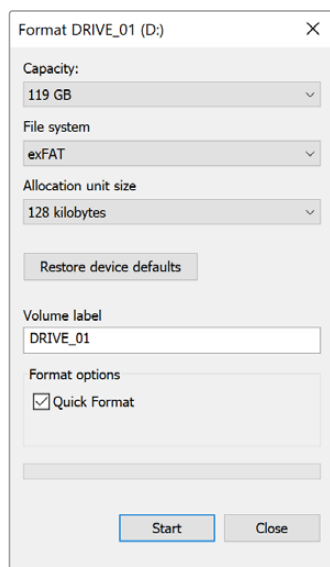 Format DRIVE_01 (D:)
Capacity:
119 GB
File system
exFAT
Allocation unit size
128 kilobytes
Restore device defaults
Volume label
DRIVE_01
Format options
Quick Format
Start Close